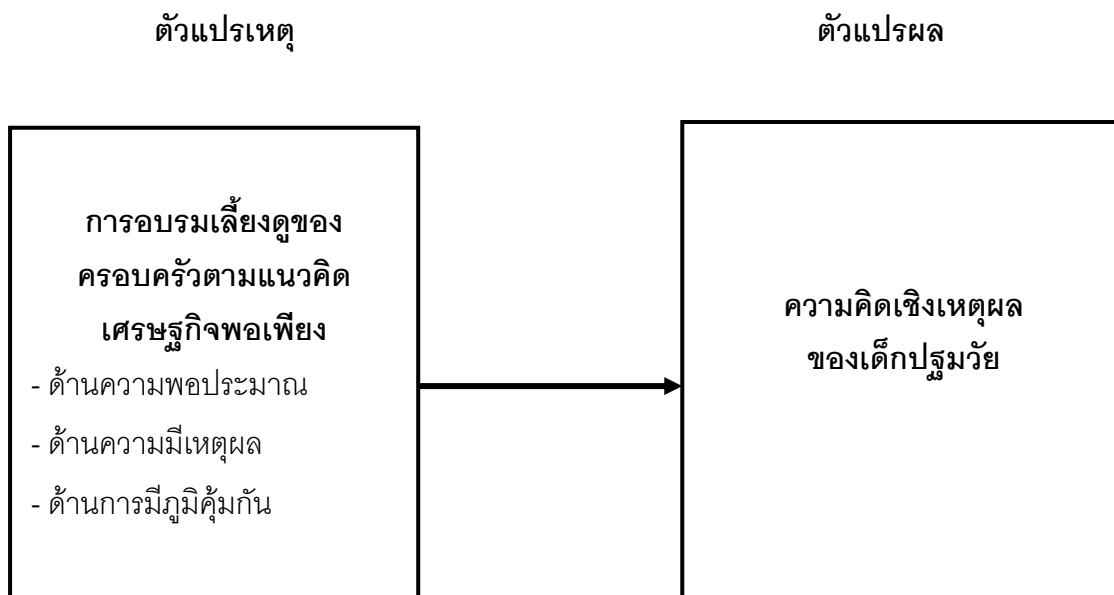 ตัวแปรเหตุ
ตัวแปรผล
การอบรมเลี้ยงดูของ
ครอบครัวตามแนวคิด
เศรษฐกิจพอเพียง
- ด้านความพอประมาณ
- ด้านความมีเหตุผล
- ด้านการมีภูมิคุ้มกัน
ความคิดเชิงเหตุผล
ของเด็กปฐมวัย